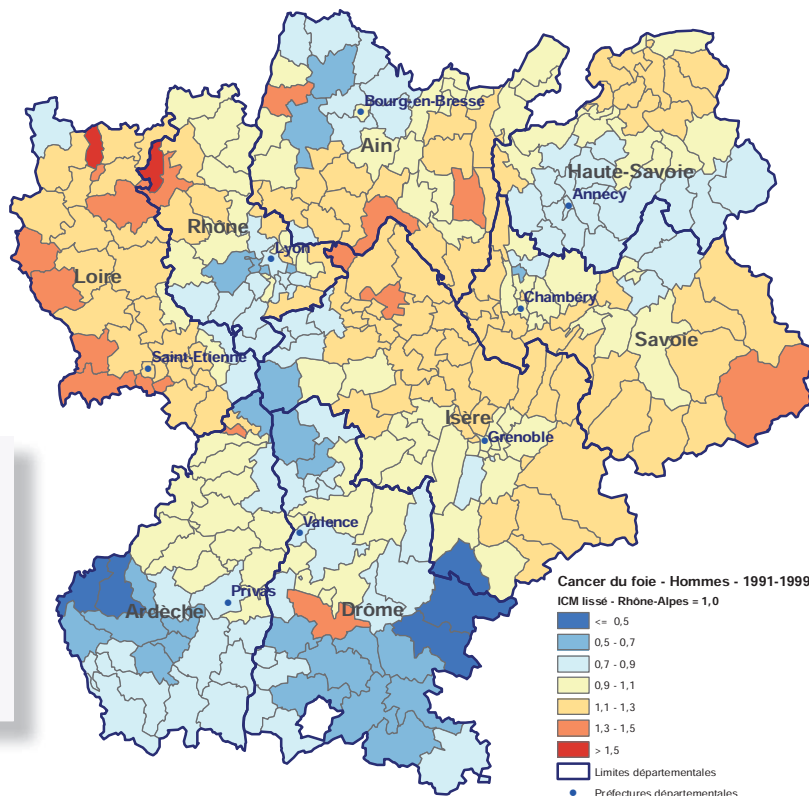 Bourg-en-Bresse
Ain
Haute-Savoie
Annecy
Rhône
Lyon
Loire
Chambéry
Savoie
Saint-Etienne
Isère
Grenoble
Valence
Privas
Ardèche
Drôme
Cancer du foie - Hommes - 1991-1999
ICM lissé - Rhône-Alpes = 1,0
<= 0,5
0,5 - 0,7
0,7 - 0,9
0,9 - 1,1
1,1 - 1,3
1,3 - 1,5
> 1,5
Limites départementales
Préfectures départementales